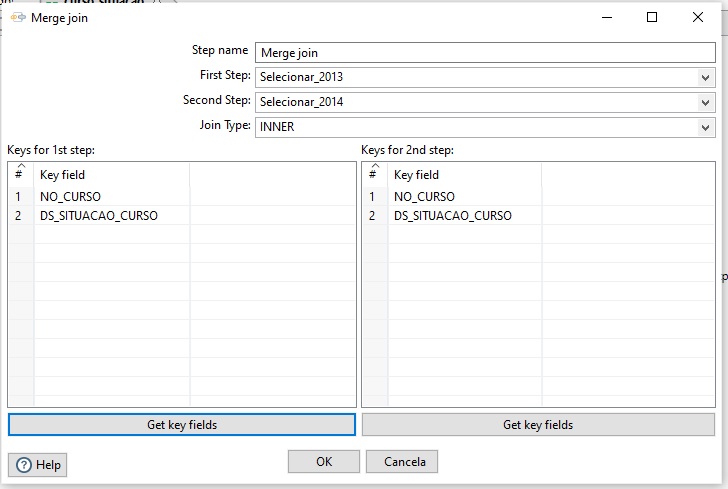 curso_situacao
Merge join
Step name Merge join
First Step: Selecionar_2013
Second Step: Selecionar_2014
Join Type: INNER
Keys for 1st step: Keys for 2nd step:
# Key field # Key field
1 NO_CURSO 1 NO_CURSO
2 DS_SITUACAO_CURSO 2 DS_SITUACAO_CURSO
Get key fields Get key fields
Help OK Cancela